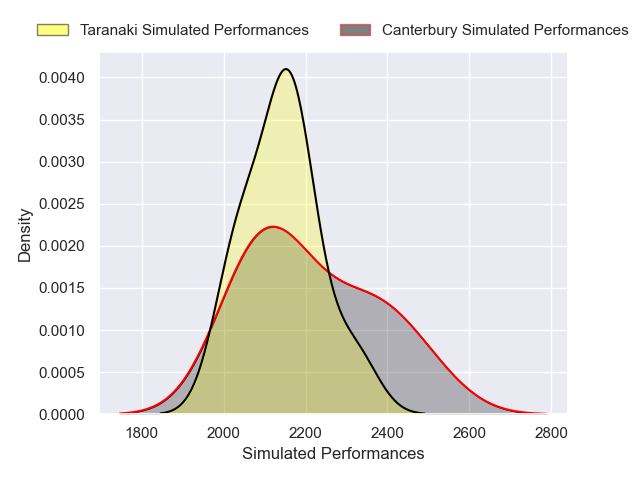 Taranaki Simulated Performances
Canterbury Simulated Performances
0.0040
0.0035
0.0030
0.0025
0.0020
0.0015
0.0010
0.0005
0.0000
Density
1800 2000 2200 2400 2600 2800
Simulated Performances